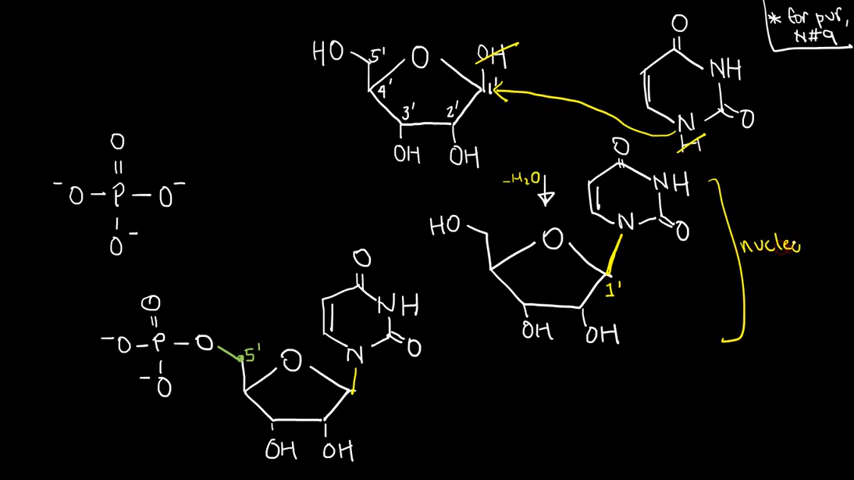 * for pur,
N#9
HO
5'
O
OH
4'
1'
3'
2'
OH
OH
O
NH
N
O
H
-H₂O
O
⁻O-P-O⁻
O⁻
O
NH
N
O
HO
O
1'
OH
OH
nucleo
O
⁻O-P-O
⁻O
5'
O
O
NH
N
O
OH
OH